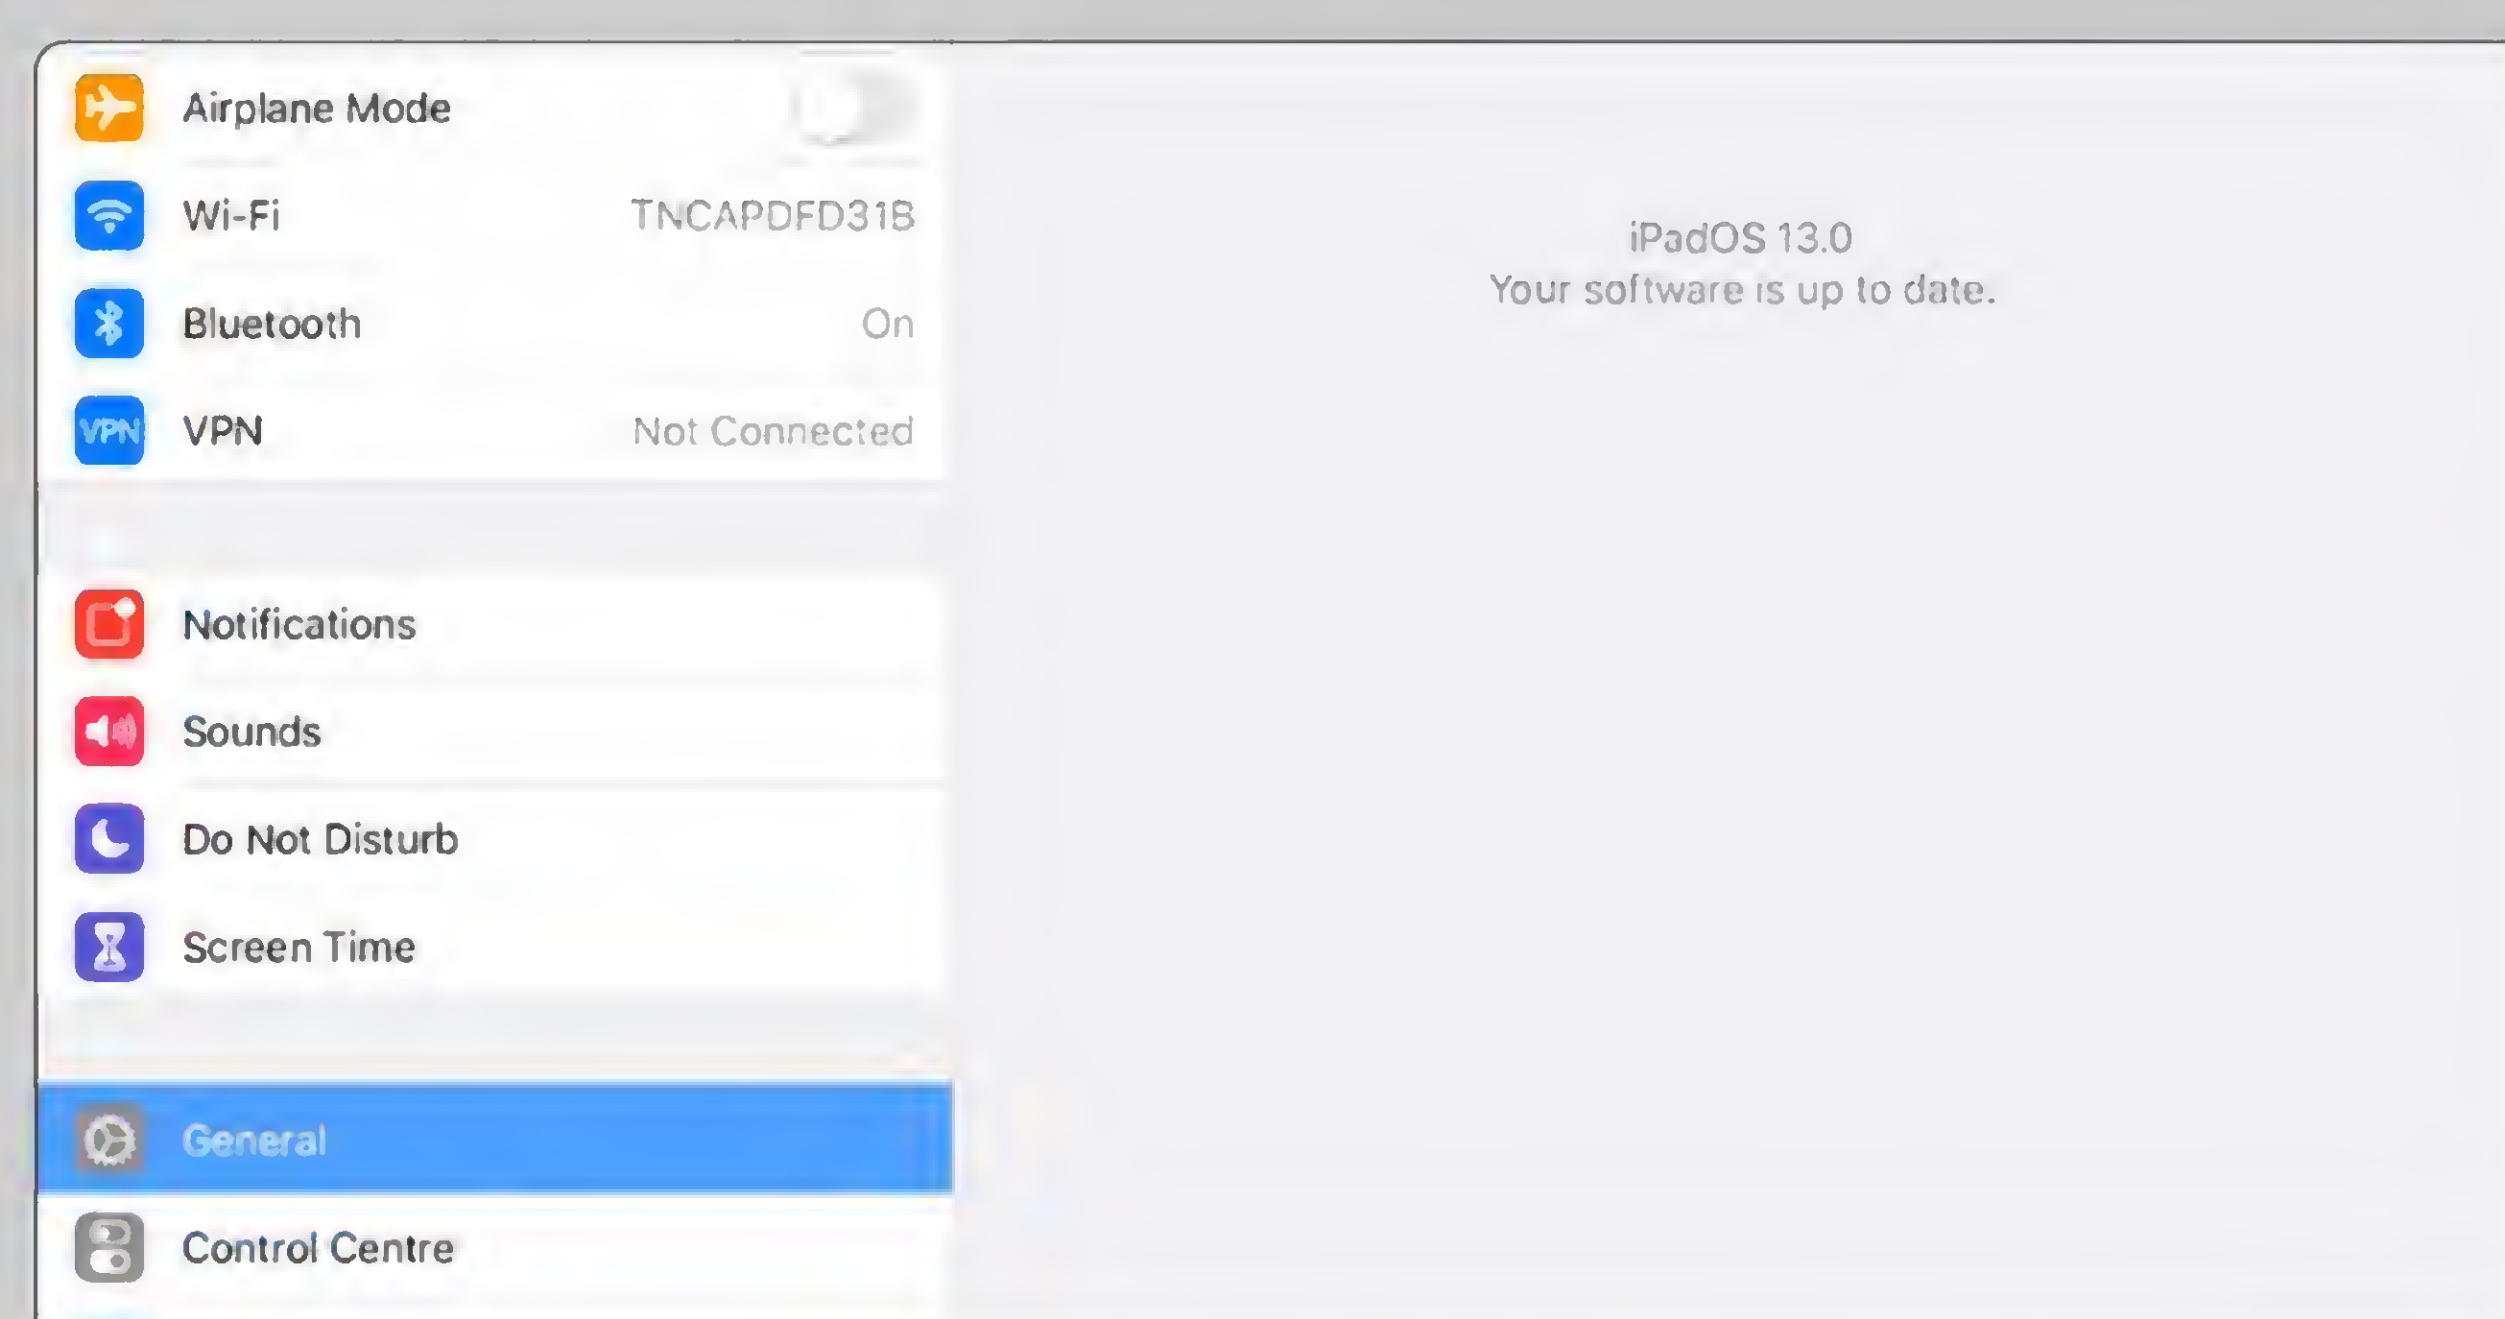 Airplane Mode
Wi-Fi TNCAPDFD31B
Bluetooth On
VPN VPN Not Connected
Notifications
Sounds
Do Not Disturb
Screen Time
General
Control Centre
iPadOS 13.0
Your software is up to date.